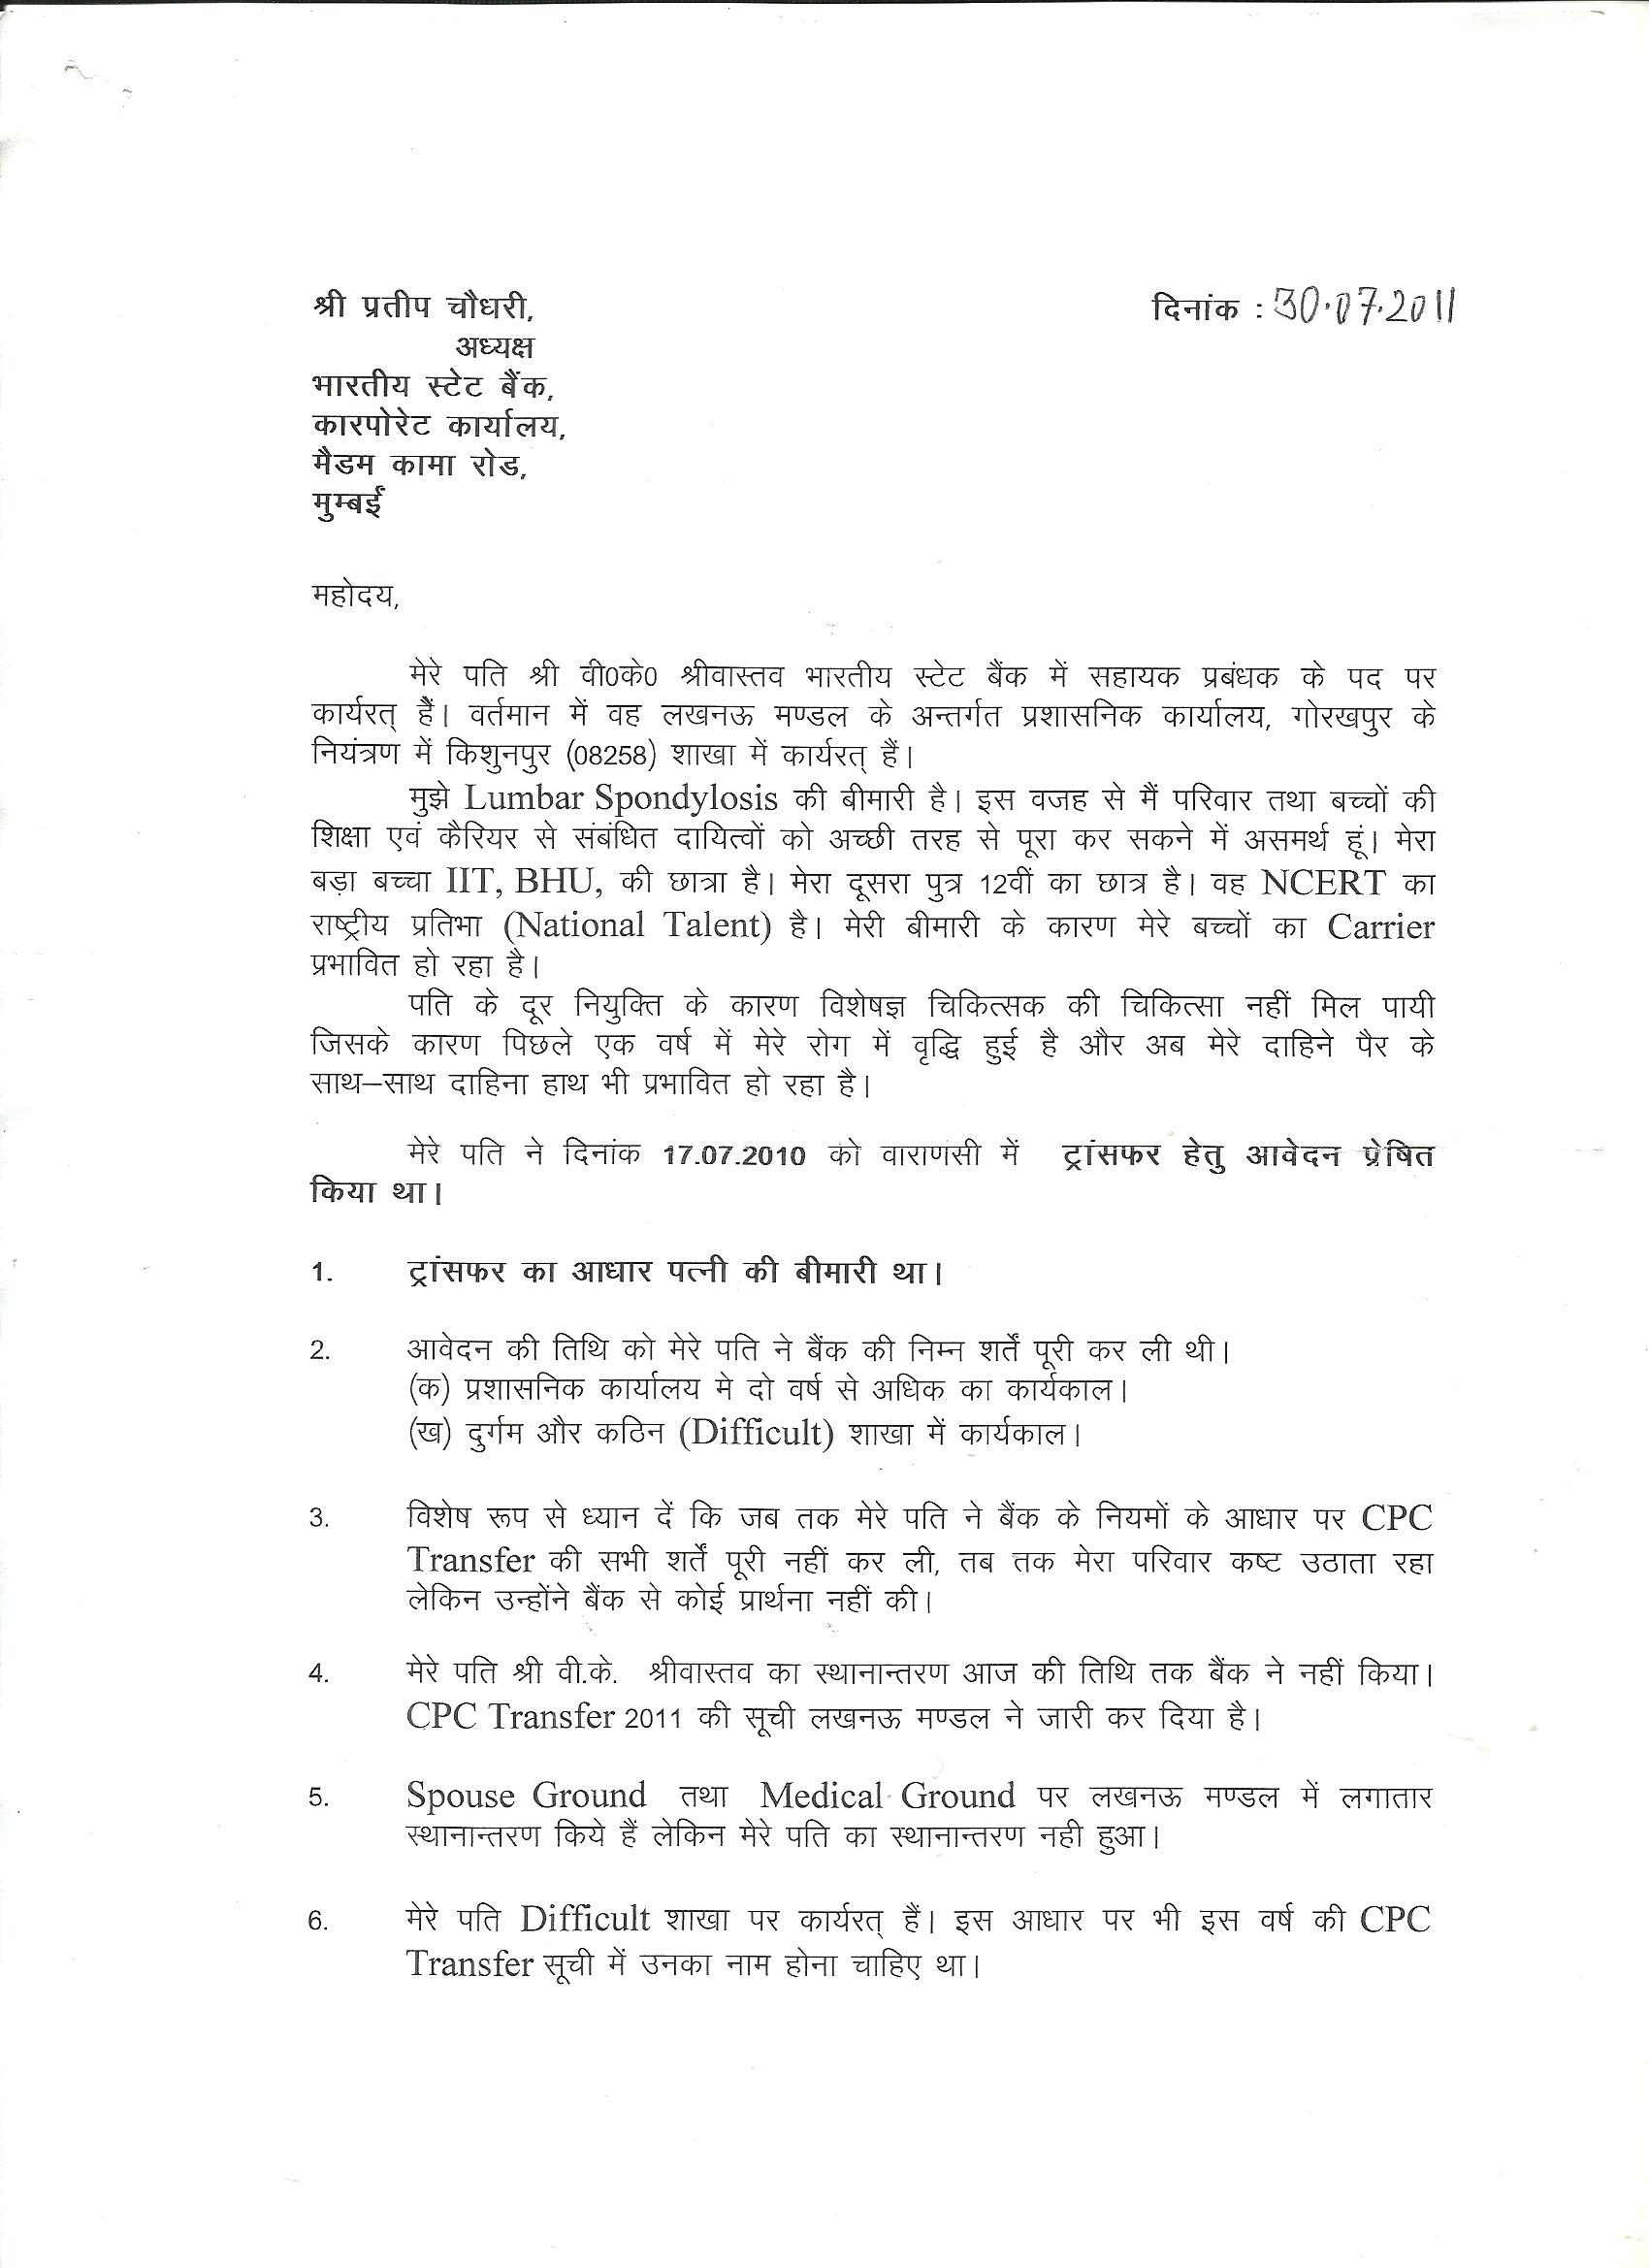 श्री प्रतीप चौधरी,
दिनांक : 30.07.2011
अध्यक्ष
भारतीय स्टेट बैंक,
कारपोरेट कार्यालय,
मैडम कामा रोड,
मुम्बईं
महोदय,
मेरे पति श्री वी0के0 श्रीवास्तव भारतीय स्टेट बैंक में सहायक प्रबंधक के पद पर
कार्यरत् हैं। वर्तमान में वह लखनऊ मण्डल के अन्तर्गत प्रशासनिक कार्यालय, गोरखपुर के
नियंत्रण में किशुनपुर (08258) शाखा में कार्यरत् हैं।
मुझे Lumbar Spondylosis की बीमारी है। इस वजह से मैं परिवार तथा बच्चों की
शिक्षा एवं कैरियर से संबंधित दायित्वों को अच्छी तरह से पूरा कर सकने में असमर्थ हूं। मेरा
बड़ा बच्चा IIT, BHU, की छात्रा है। मेरा दूसरा पुत्र 12वीं का छात्र है। वह NCERT का
राष्ट्रीय प्रतिभा (National Talent) है। मेरी बीमारी के कारण मेरे बच्चों का Carrier
प्रभावित हो रहा है।
पति के दूर नियुक्ति के कारण विशेषज्ञ चिकित्सक की चिकित्सा नहीं मिल पायी
जिसके कारण पिछले एक वर्ष में मेरे रोग में वृद्धि हुई है और अब मेरे दाहिने पैर के
साथ–साथ दाहिना हाथ भी प्रभावित हो रहा है।
मेरे पति ने दिनांक 17.07.2010 को वाराणसी में ट्रांसफर हेतु आवेदन प्रेषित
किया था।
1. ट्रांसफर का आधार पत्नी की बीमारी था।
2. आवेदन की तिथि को मेरे पति ने बैंक की निम्न शर्तें पूरी कर ली थी।
(क) प्रशासनिक कार्यालय मे दो वर्ष से अधिक का कार्यकाल।
(ख) दुर्गम और कठिन (Difficult) शाखा में कार्यकाल।
3. विशेष रूप से ध्यान दें कि जब तक मेरे पति ने बैंक के नियमों के आधार पर CPC
Transfer की सभी शर्तें पूरी नहीं कर ली, तब तक मेरा परिवार कष्ट उठाता रहा
लेकिन उन्होंने बैंक से कोई प्रार्थना नहीं की।
4. मेरे पति श्री वी.के. श्रीवास्तव का स्थानान्तरण आज की तिथि तक बैंक ने नहीं किया।
CPC Transfer 2011 की सूची लखनऊ मण्डल ने जारी कर दिया है।
5. Spouse Ground तथा Medical Ground पर लखनऊ मण्डल में लगातार
स्थानान्तरण किये हैं लेकिन मेरे पति का स्थानान्तरण नही हुआ।
6. मेरे पति Difficult शाखा पर कार्यरत् हैं। इस आधार पर भी इस वर्ष की CPC
Transfer सूची में उनका नाम होना चाहिए था।